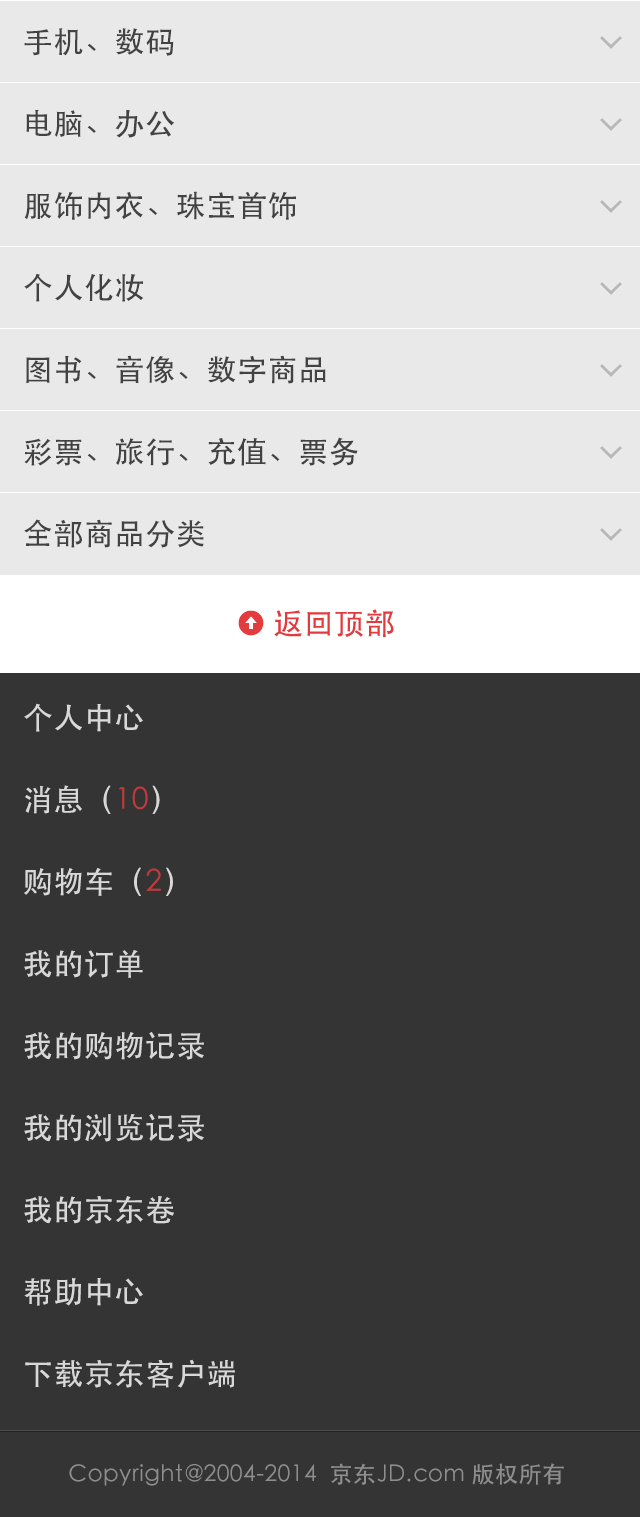 手机、数码
电脑、办公
服饰内衣、珠宝首饰
个人化妆
图书、音像、数字商品
彩票、旅行、充值、票务
全部商品分类
返回顶部
个人中心
消息（10）
购物车（2）
我的订单
我的购物记录
我的浏览记录
我的京东卷
帮助中心
下载京东客户端
Copyright@2004-2014 京东JD.com 版权所有